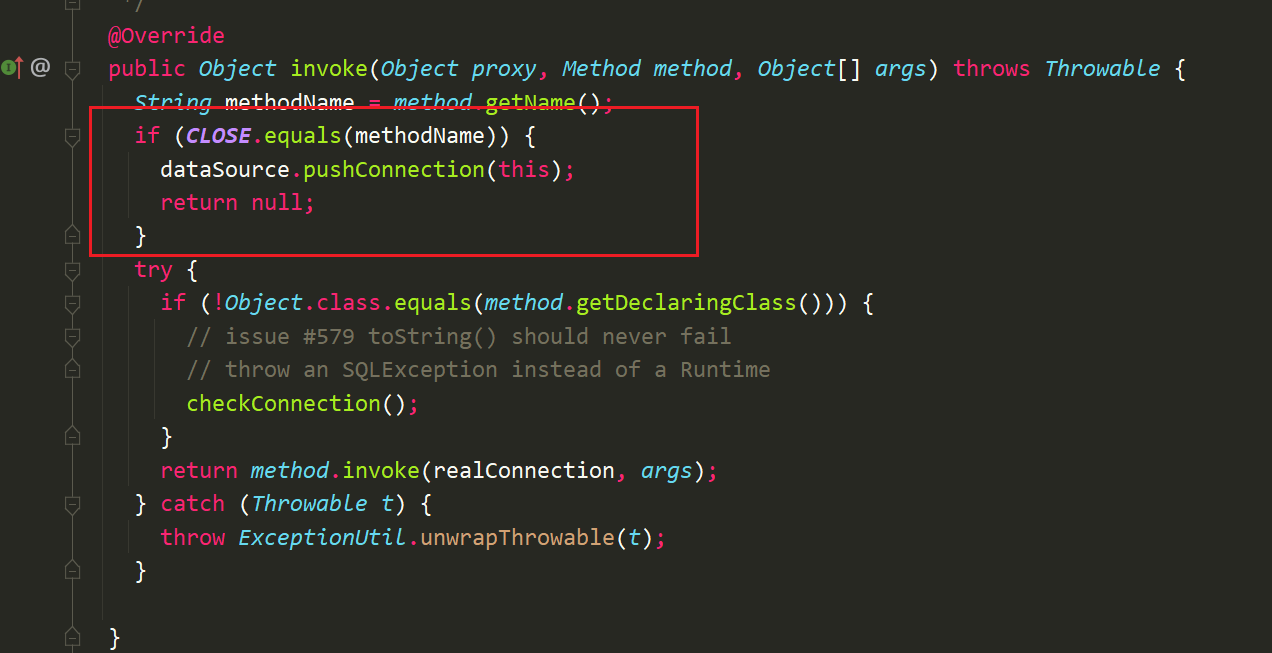 */
@Override
@ public Object invoke(Object proxy, Method method, Object[] args) throws Throwable {
String methodName = method.getName();
if (CLOSE.equals(methodName)) {
dataSource.pushConnection(this);
return null;
}
try {
if (!Object.class.equals(method.getDeclaringClass())) {
// issue #579 toString() should never fail
// throw an SQLException instead of a Runtime
checkConnection();
}
return method.invoke(realConnection, args);
} catch (Throwable t) {
throw ExceptionUtil.unwrapThrowable(t);
}
}